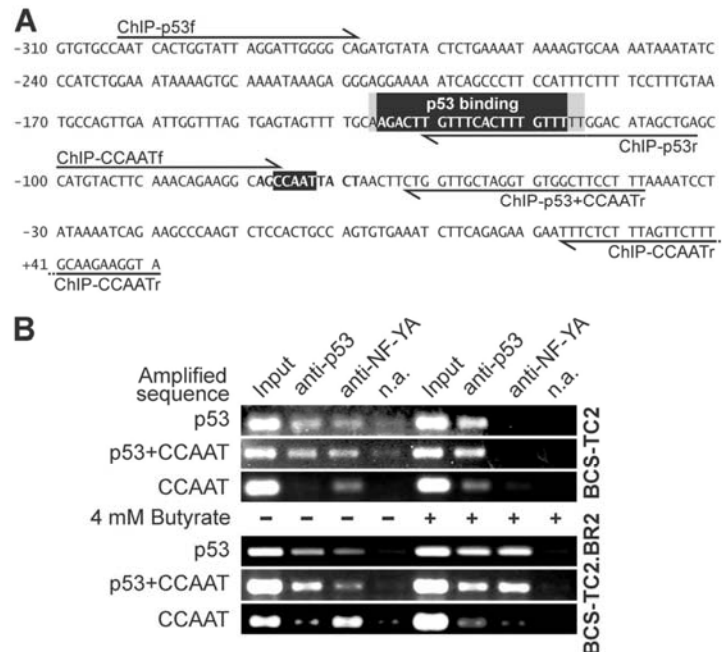 A
ChIP-p53f
-310 GTGTGCCAAT CACTGGTATT AGGATTGGGG CAGATGTATA CTCTGAAAAT AAAAGTGCAA AATAAATATC
-240 CCATCTGGAA AATAAAAGTG CAAAATAAAG AGGGAGGAAAA ATCAGCCCTT CCATTTCTTT TCCTTTGTAA
p53 binding
-170 TGCCAGTTGA ATTGGTTTAG TGAGTAGTTT TGCAAGACTT GTTTCACTTT GTTTTTGGAC ATAGCTGAGC
ChIP-CCAATf
ChIP-p53r
-100 CATGTACTTC AAACAGAAGG CAGCCAATTA CTAACTTCTG GTTGCTAGGT GTGGCTTCCT TTAAAATCCT
ChIP-p53+CCAATr
-30 ATAAAATCAG AAGCCCAAGT CTCCACTGCC AGTGTGAAAT CTTCAGAGAA GAATTTCTCT TTAGTTCTTT
ChIP-CCAATr
+41 GCAAGAAGGT A
ChIP-CCAATr
B
Amplified sequence
Input anti-p53 anti-NF-YA n.a. Input anti-p53 anti-NF-YA n.a.
p53
p53+CCAAT
CCAAT
BCS-TC2
4 mM Butyrate − − − − + + + +
p53
p53+CCAAT
CCAAT
BCS-TC2.BR2